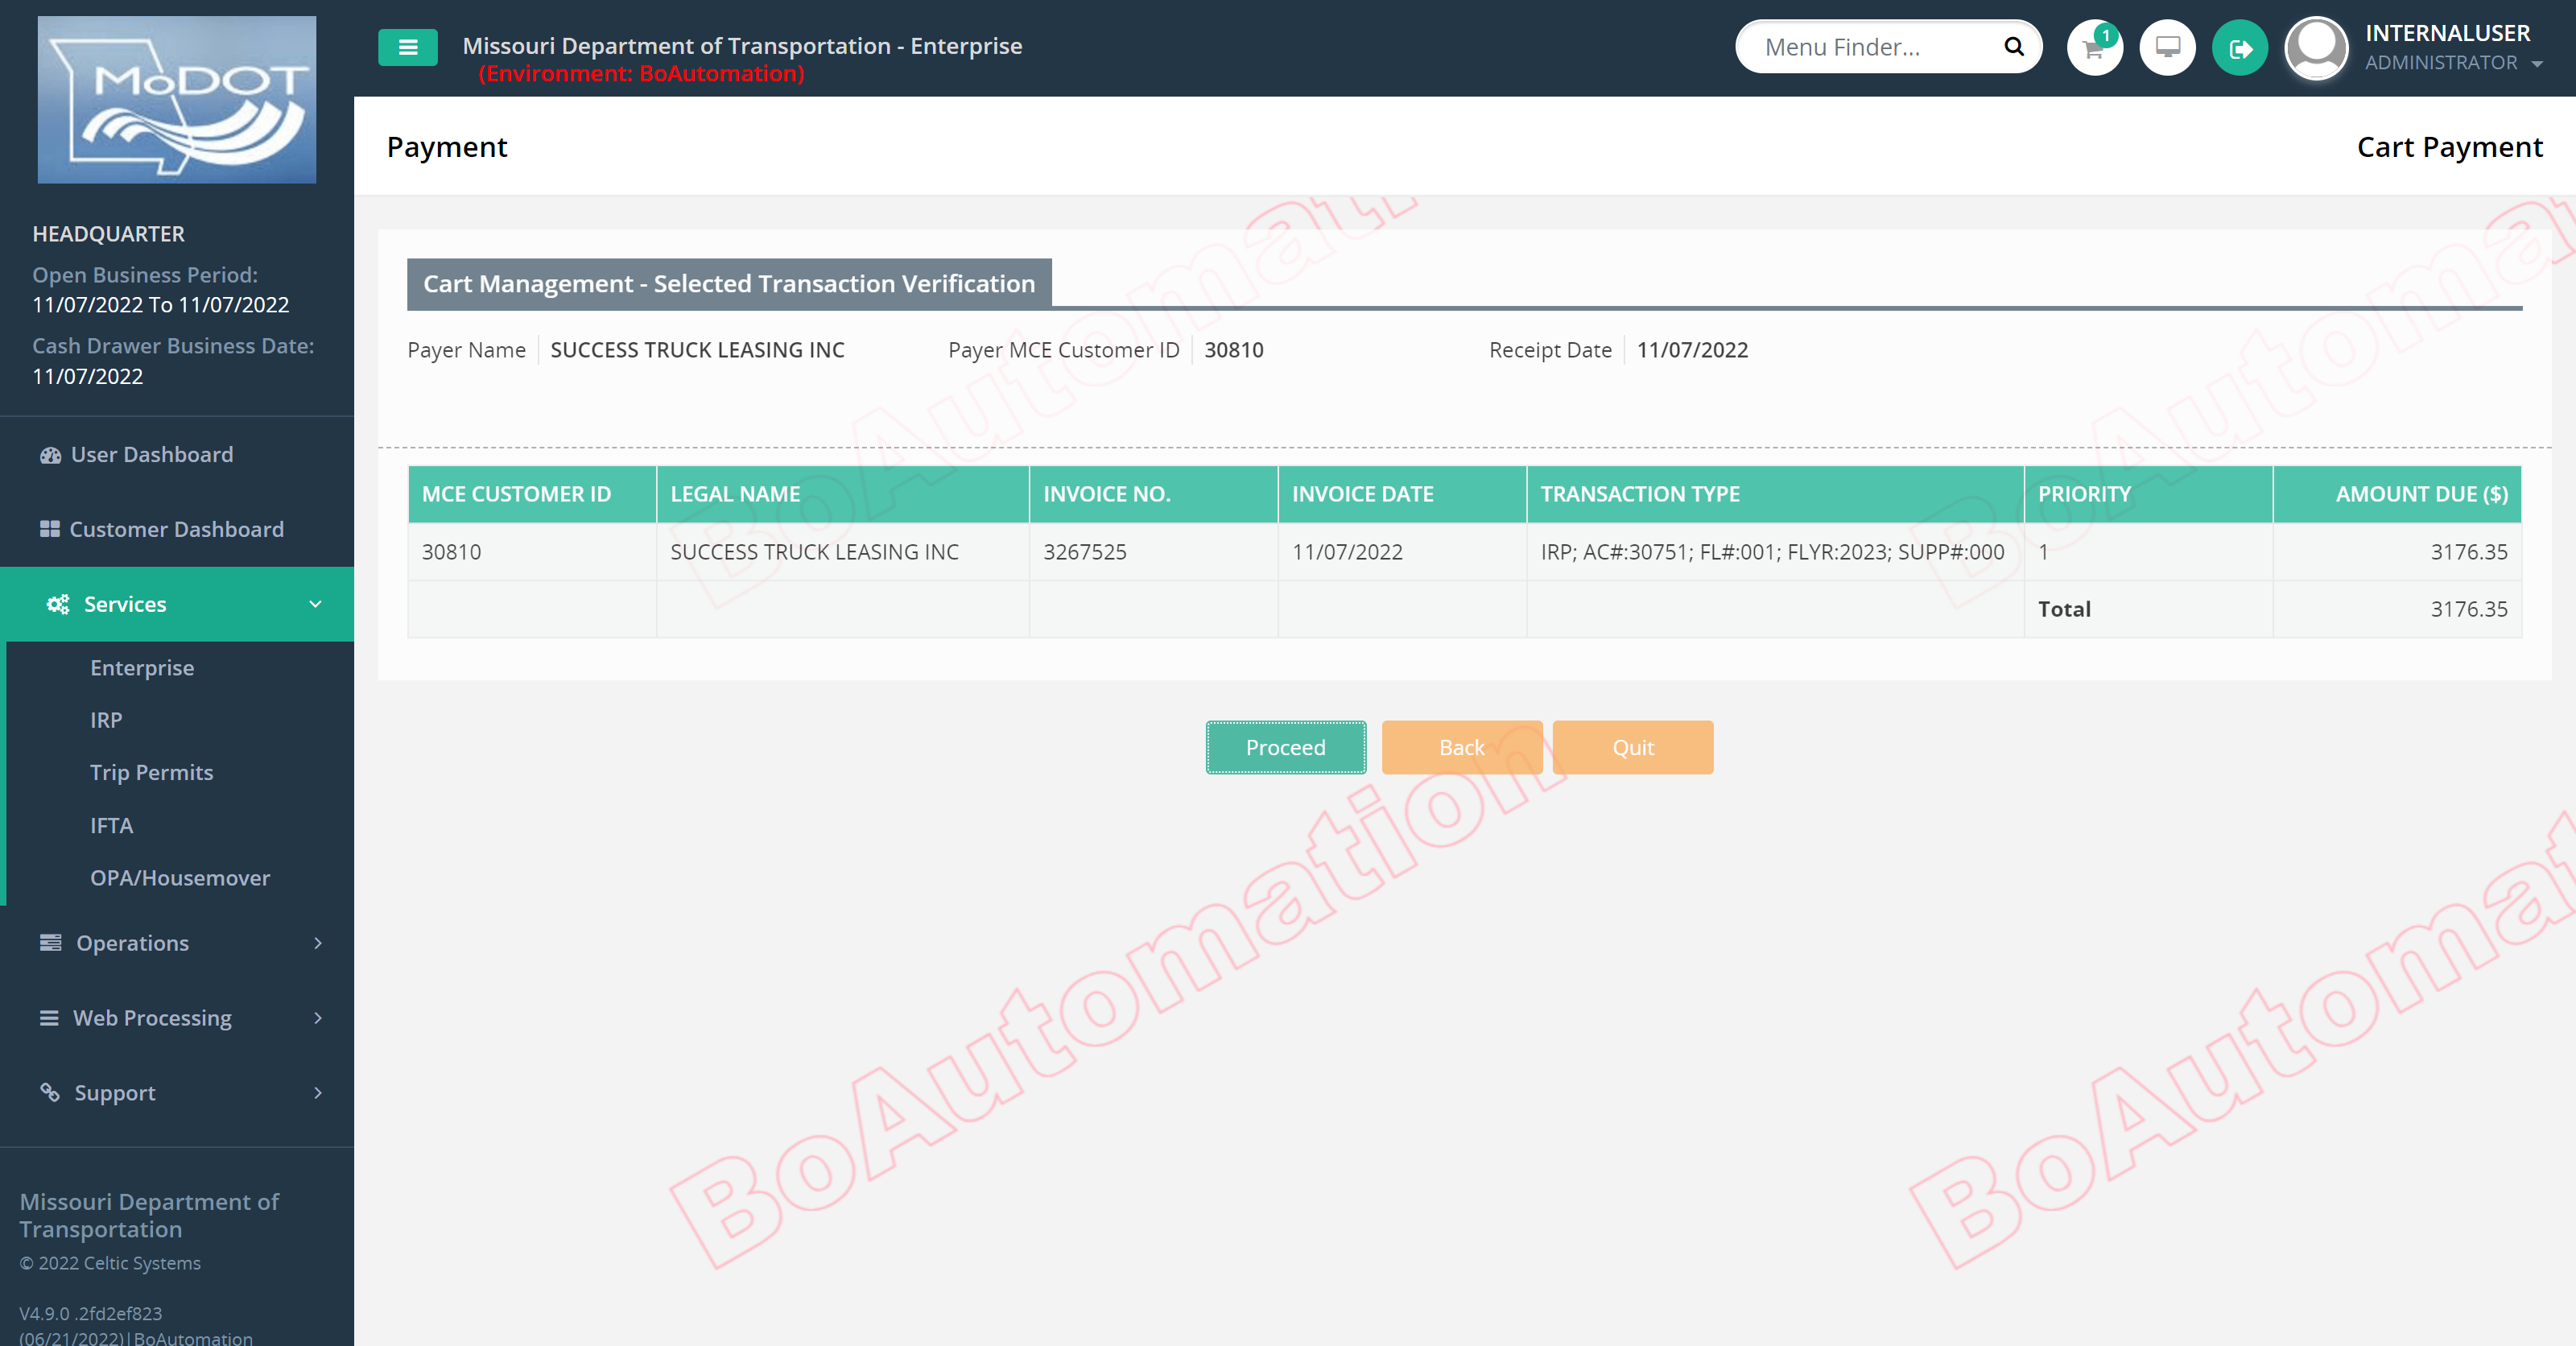 MoDOT
Missouri Department of Transportation - Enterprise
(Environment: BoAutomation)
Menu Finder...
1
INTERNALUSER
ADMINISTRATOR
Payment
Cart Payment
HEADQUARTER
Open Business Period:
11/07/2022 To 11/07/2022
Cash Drawer Business Date:
11/07/2022
User Dashboard
Customer Dashboard
Services
Enterprise
IRP
Trip Permits
IFTA
OPA/Housemover
Operations
Web Processing
Support
Missouri Department of
Transportation
© 2022 Celtic Systems
V4.9.0 .2fd2ef823
(06/21/2022)|BoAutomation
Cart Management - Selected Transaction Verification
Payer Name SUCCESS TRUCK LEASING INC Payer MCE Customer ID 30810 Receipt Date 11/07/2022
MCE CUSTOMER ID LEGAL NAME INVOICE NO. INVOICE DATE TRANSACTION TYPE PRIORITY AMOUNT DUE ($)
30810 SUCCESS TRUCK LEASING INC 3267525 11/07/2022 IRP; AC#:30751; FL#:001; FLYR:2023; SUPP#:000 1 3176.35
Total 3176.35
Proceed Back Quit
BoAutomati
BoAutoma
BoAutomation
BoAutomat